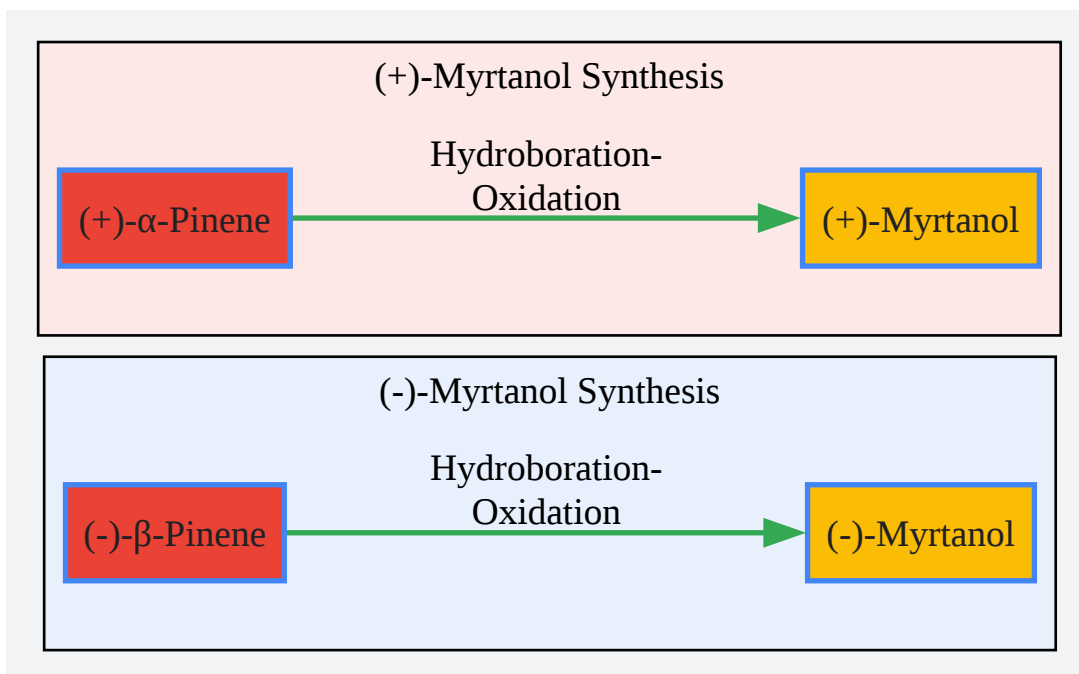 (+)-Myrtanol Synthesis
Hydroboration-
Oxidation
(+)-α-Pinene
(+)-Myrtanol
(-)-Myrtanol Synthesis
Hydroboration-
Oxidation
(-)-β-Pinene
(-)-Myrtanol